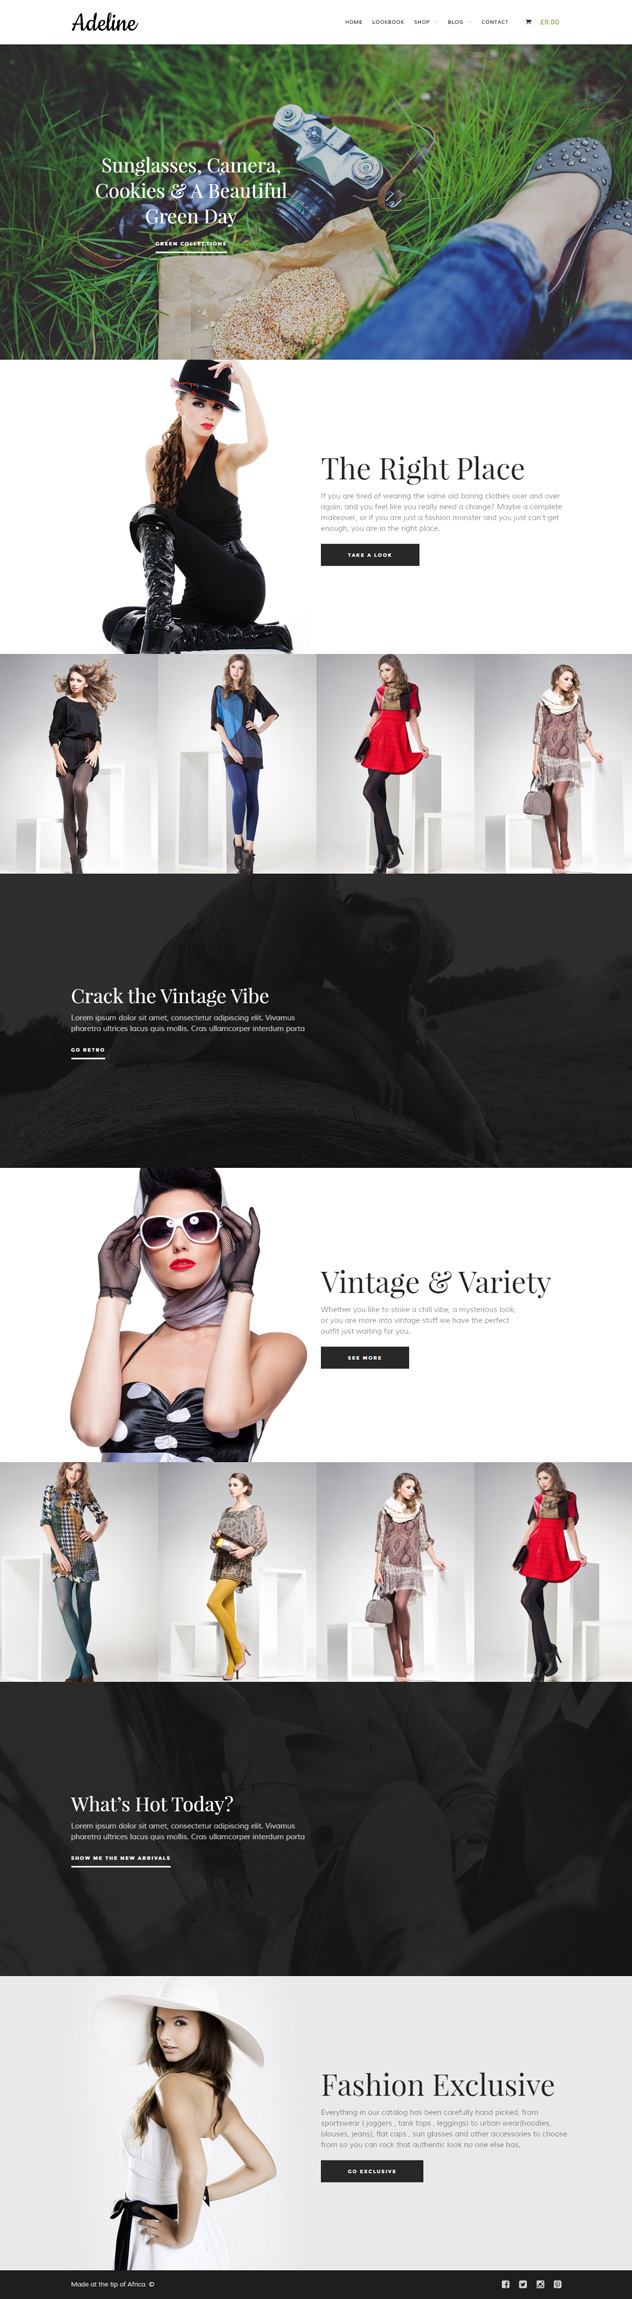 Adeline
HOME LOOKBOOK SHOP BLOG CONTACT £0.00
Sunglasses, Camera,
Cookies & A Beautiful
Green Day
GREEN COLLECTIONS
The Right Place
If you are tired of wearing the same old boring clothes over and over
again, and you feel like you really need a change? Maybe a complete
makeover, or if you are just a fashion monster and you just can't get
enough, you are in the right place.
TAKE A LOOK
Crack the Vintage Vibe
Lorem ipsum dolor sit amet, consectetur adipiscing elit. Vivamus
pharetra ultrices lacus quis mollis. Cras ullamcorper interdum porta
GO RETRO
Vintage & Variety
Whether you like to strike a chill vibe, a mysterious look,
or you are more into vintage stuff we have the perfect
outfit just waiting for you.
SEE MORE
What's Hot Today?
Lorem ipsum dolor sit amet, consectetur adipiscing elit. Vivamus
pharetra ultrices lacus quis mollis. Cras ullamcorper interdum porta
SHOW ME THE NEW ARRIVALS
Fashion Exclusive
Everything in our catalog has been carefully hand picked, from
sportswear ( joggers , tank tops , leggings) to urban wear(hoodies,
blouses, jeans), flat caps , sun glasses and other accessories to choose
from so you can rock that authentic look no one else has.
GO EXCLUSIVE
Made at the tip of Africa. ©